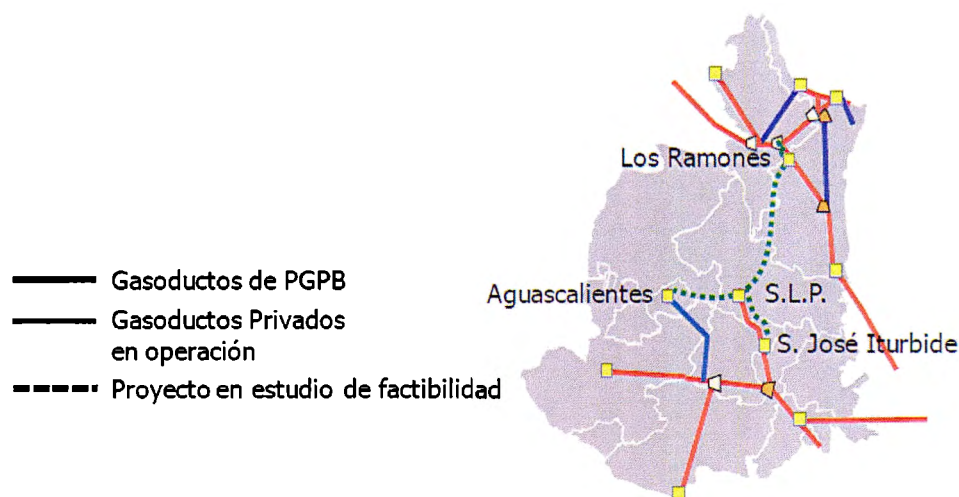 Gasoductos de PGPB
Gasoductos Privados
en operación
Proyecto en estudio de factibilidad
Los Ramones
Aguascalientes
S.L.P.
S. José Iturbide